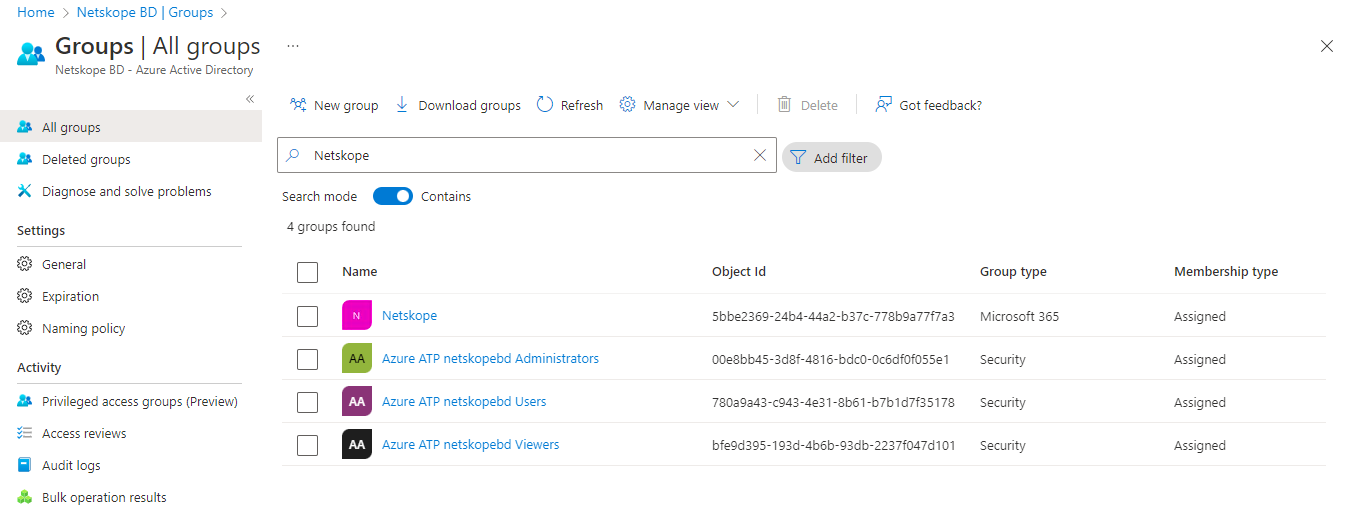 Home > Netskope BD | Groups >
Groups | All groups ...
Netskope BD - Azure Active Directory
«
All groups
Deleted groups
Diagnose and solve problems
Settings
General
Expiration
Naming policy
Activity
Privileged access groups (Preview)
Access reviews
Audit logs
Bulk operation results
New group Download groups Refresh Manage view Delete Got feedback?
Netskope Add filter
Search mode Contains
4 groups found
Name Object Id Group type Membership type
N Netskope 5bbe2369-24b4-44a2-b37c-778b9a77f7a3 Microsoft 365 Assigned
AA Azure ATP netskopebd Administrators 00e8bb45-3d8f-4816-bdc0-0c6df0f055e1 Security Assigned
AA Azure ATP netskopebd Users 780a9a43-c943-4e31-8b61-b7b1d7f35178 Security Assigned
AA Azure ATP netskopebd Viewers bfe9d395-193d-4b6b-93db-2237f047d101 Security Assigned